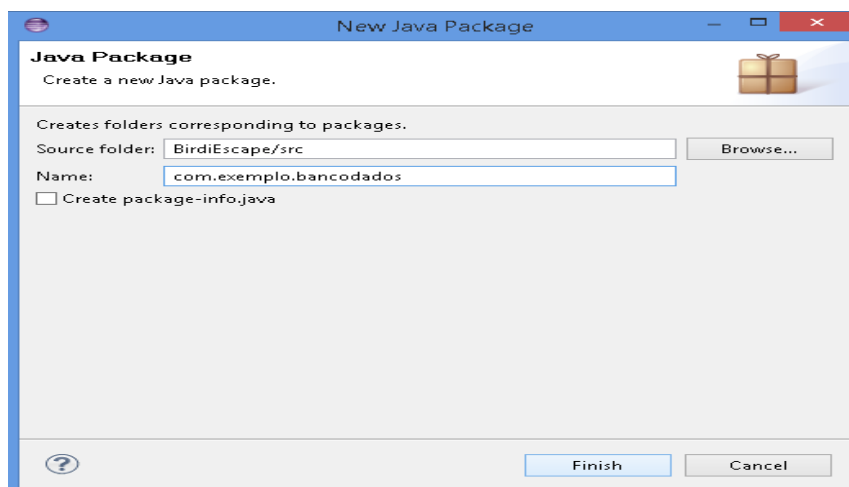 New Java Package
Java Package
Create a new Java package.
Creates folders corresponding to packages.
Source folder: BirdiEscape/src Browse...
Name: com.exemplo.bancodados
Create package-info.java
? Finish Cancel